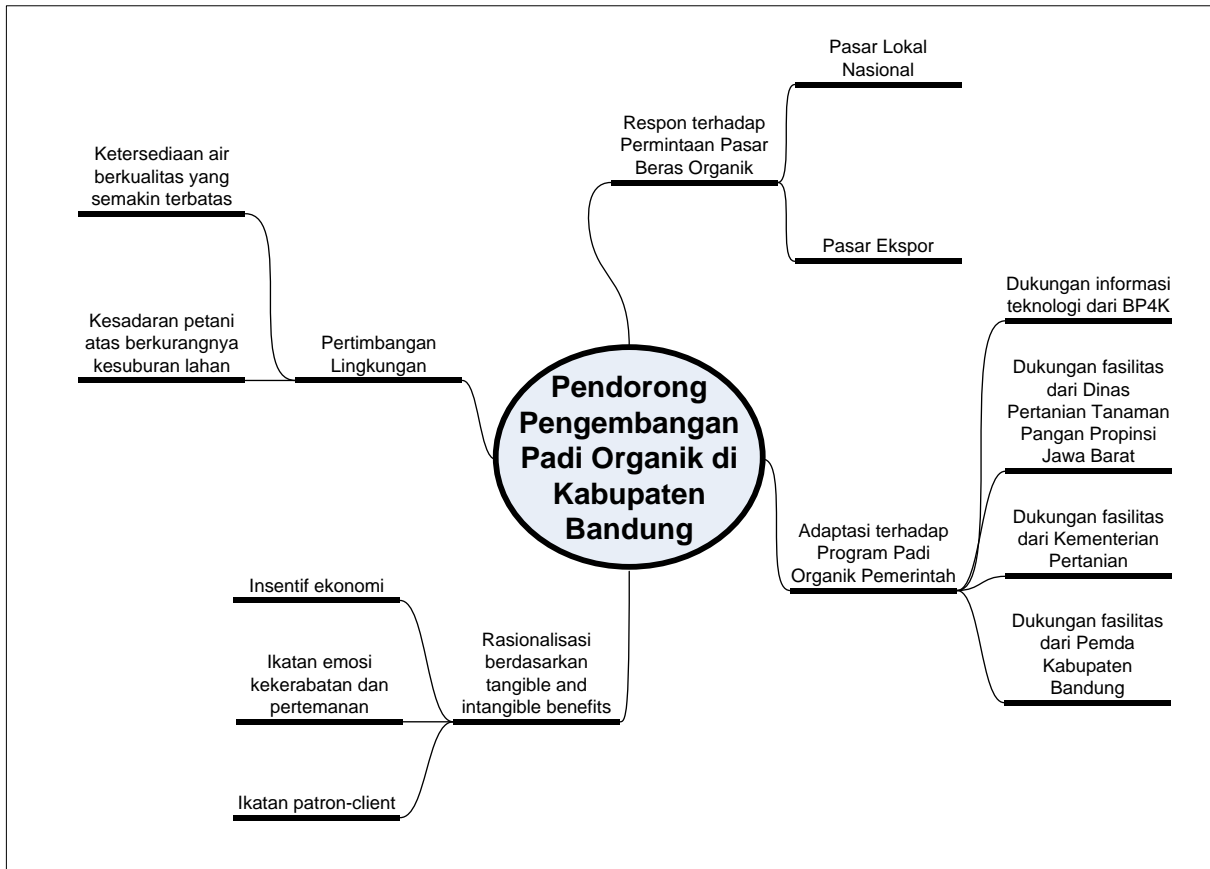 Pasar Lokal
Nasional
Respon terhadap
Permintaan Pasar
Beras Organik
Pasar Ekspor
Ketersediaan air
berkualitas yang
semakin terbatas
Kesadaran petani
atas berkurangnya
kesuburan lahan
Pertimbangan
Lingkungan
Pendorong
Pengembangan
Padi Organik di
Kabupaten
Bandung
Dukungan informasi
teknologi dari BP4K
Dukungan fasilitas
dari Dinas
Pertanian Tanaman
Pangan Propinsi
Jawa Barat
Adaptasi terhadap
Program Padi
Organik Pemerintah
Dukungan fasilitas
dari Kementerian
Pertanian
Dukungan fasilitas
dari Pemda
Kabupaten
Bandung
Insentif ekonomi
Ikatan emosi
kekerabatan dan
pertemanan
Rasionalisasi
berdasarkan
tangible and
intangible benefits
Ikatan patron-client